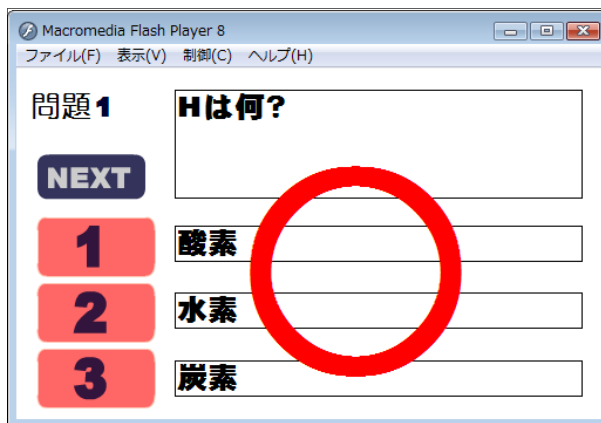 Macromedia Flash Player 8
ファイル(F) 表示(V) 制御(C) ヘルプ(H)
問題1
Hは何?
NEXT
1
酸素
2
水素
3
炭素